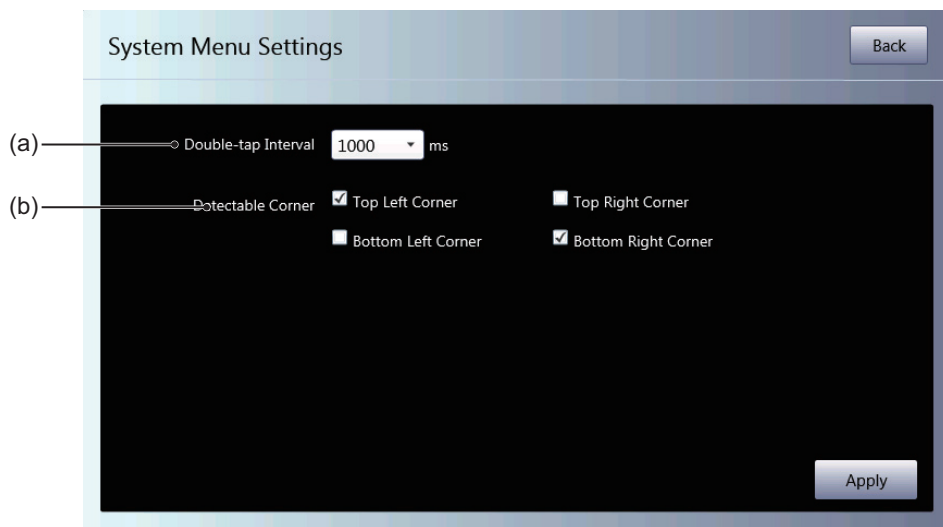 System Menu Settings
Back
(a) Double-tap Interval 1000 ms
(b) Detectable Corner Top Left Corner Top Right Corner
Bottom Left Corner Bottom Right Corner
Apply